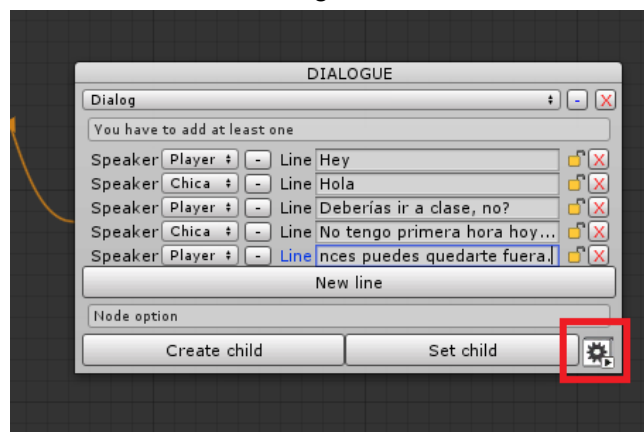 DIALOGUE
Dialog - X
You have to add at least one
Speaker Player - Line Hey X
Speaker Chica - Line Hola X
Speaker Player - Line Deberías ir a clase, no? X
Speaker Chica - Line No tengo primera hora hoy... X
Speaker Player - Line nces puedes quedarte fuera. X
New line
Node option
Create child Set child